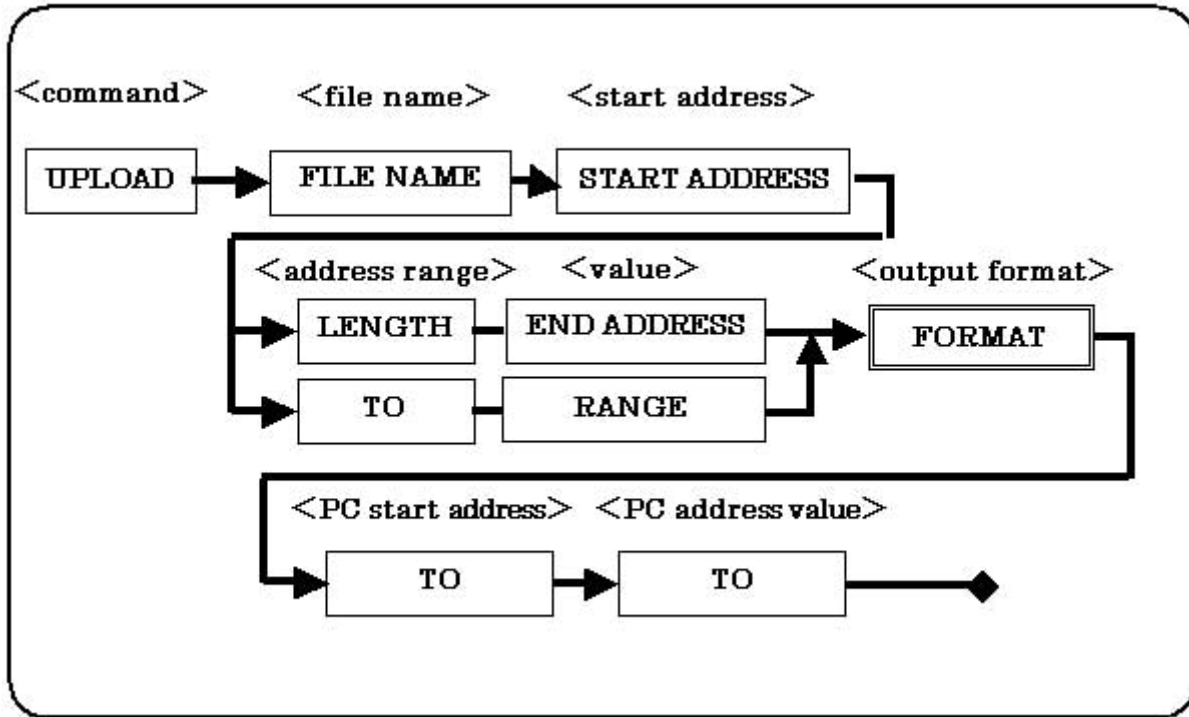 <command> <file name> <start address>
UPLOAD FILE NAME START ADDRESS
<address range> <value> <output format>
LENGTH END ADDRESS FORMAT
TO RANGE
<PC start address> <PC address value>
TO TO